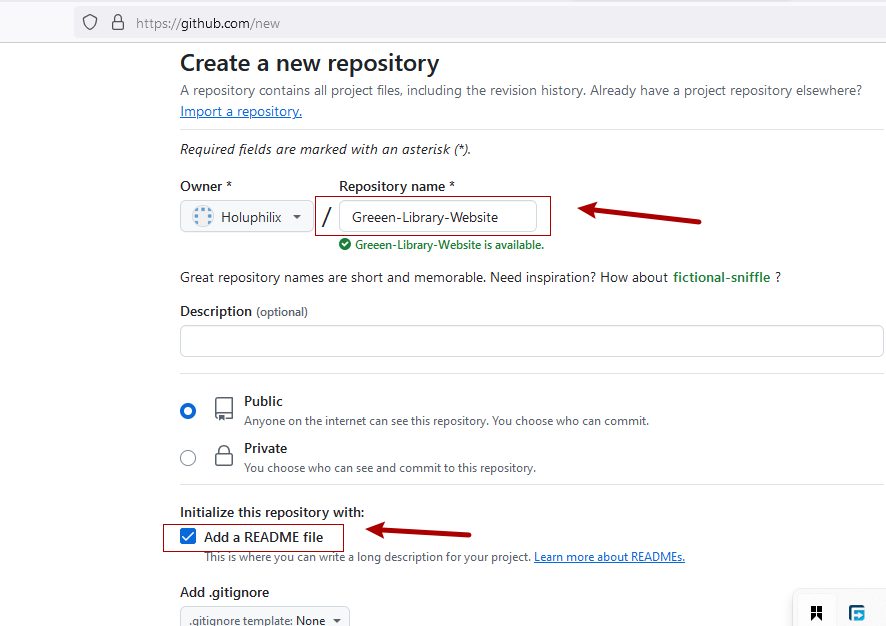 https://github.com/new
Create a new repository
A repository contains all project files, including the revision history. Already have a project repository elsewhere?
Import a repository.
Required fields are marked with an asterisk (*).
Owner * Repository name *
Holuphilix / Greeen-Library-Website
Greeen-Library-Website is available.
Great repository names are short and memorable. Need inspiration? How about fictional-sniffle ?
Description (optional)
Public
Anyone on the internet can see this repository. You choose who can commit.
Private
You choose who can see and commit to this repository.
Initialize this repository with:
Add a README file
This is where you can write a long description for your project. Learn more about READMEs.
Add .gitignore
.gitignore template: None